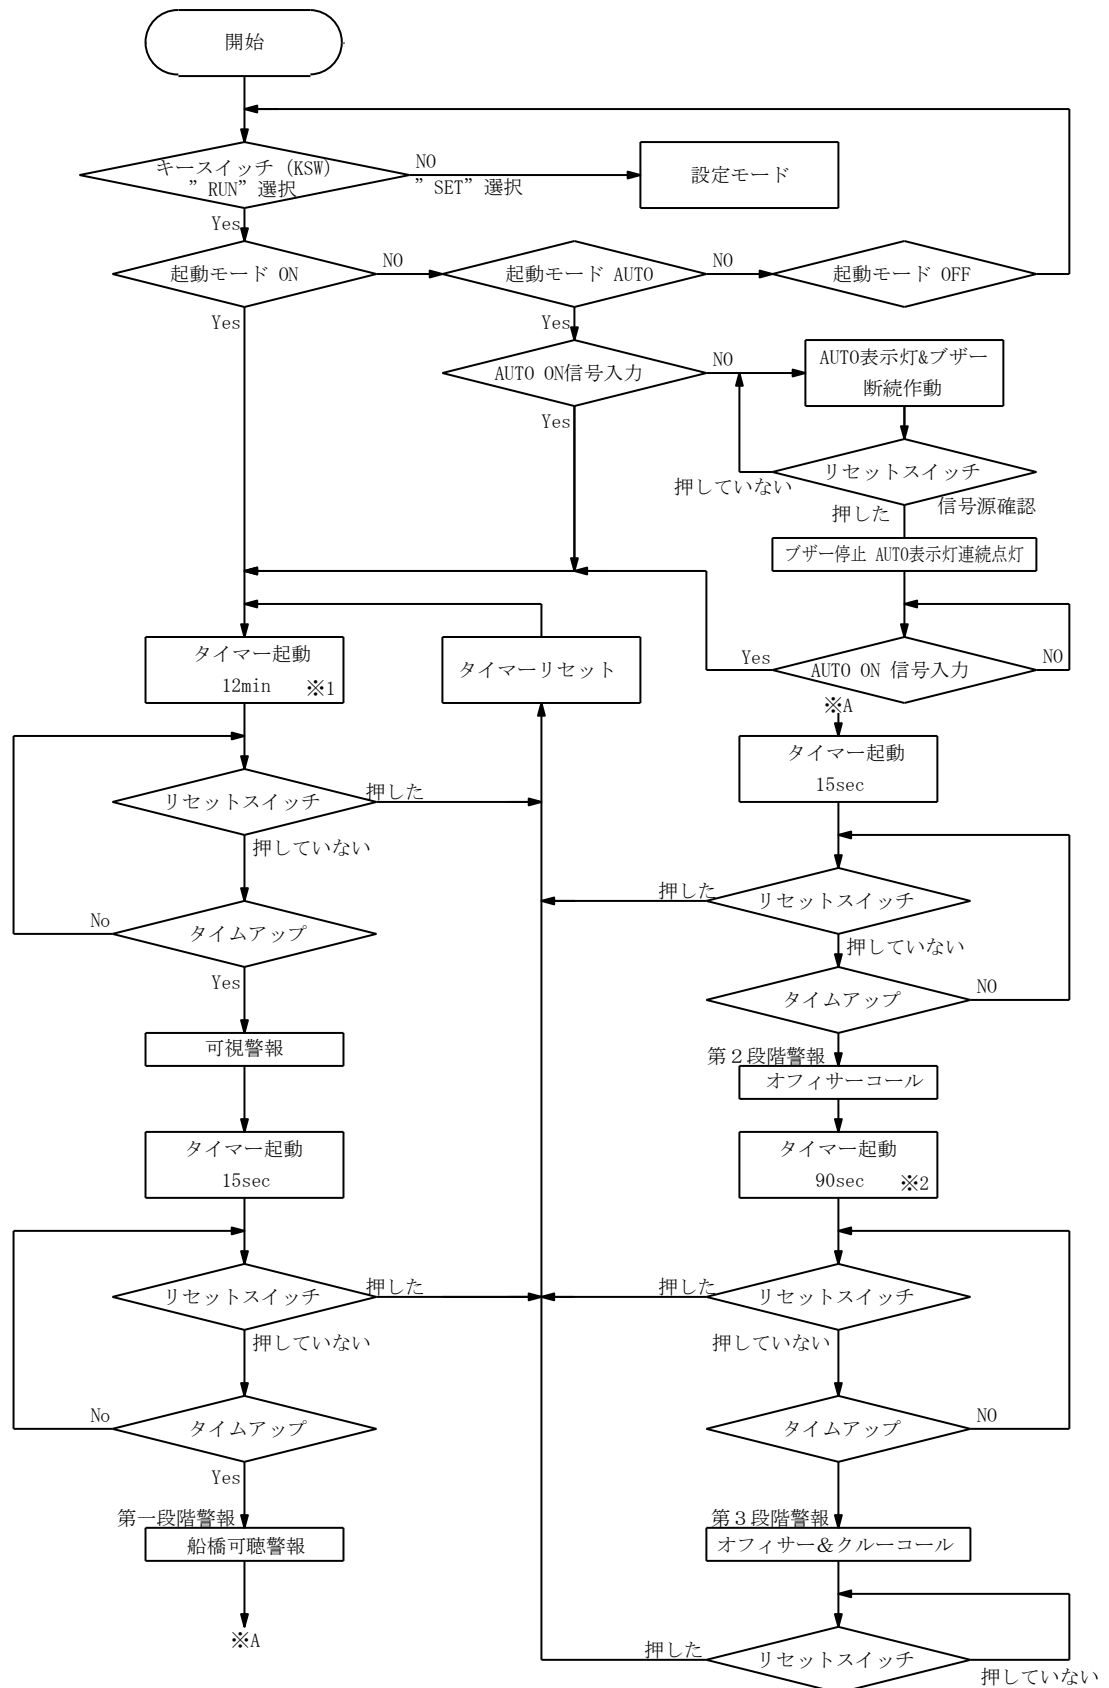 開始
キースイッチ (KSW)
”RUN”選択
NO
”SET”選択
設定モード
Yes
起動モード ON
NO
起動モード AUTO
NO
起動モード OFF
Yes
Yes
AUTO ON信号入力
NO
AUTO表示灯&ブザー
断続作動
Yes
リセットスイッチ
押していない
信号源確認
押した
ブザー停止 AUTO表示灯連続点灯
タイマー起動
12min ※1
タイマーリセット
Yes
AUTO ON 信号入力
NO
※A
タイマー起動
15sec
リセットスイッチ
押した
押していない
押した
リセットスイッチ
押していない
No
タイムアップ
Yes
タイムアップ
NO
可視警報
第２段階警報
オフィサーコール
タイマー起動
15sec
タイマー起動
90sec ※2
リセットスイッチ
押した
押していない
押した
リセットスイッチ
押していない
No
タイムアップ
Yes
タイムアップ
NO
第一段階警報
船橋可聴警報
第３段階警報
オフィサー＆クルーコール
※A
押した
リセットスイッチ
押していない